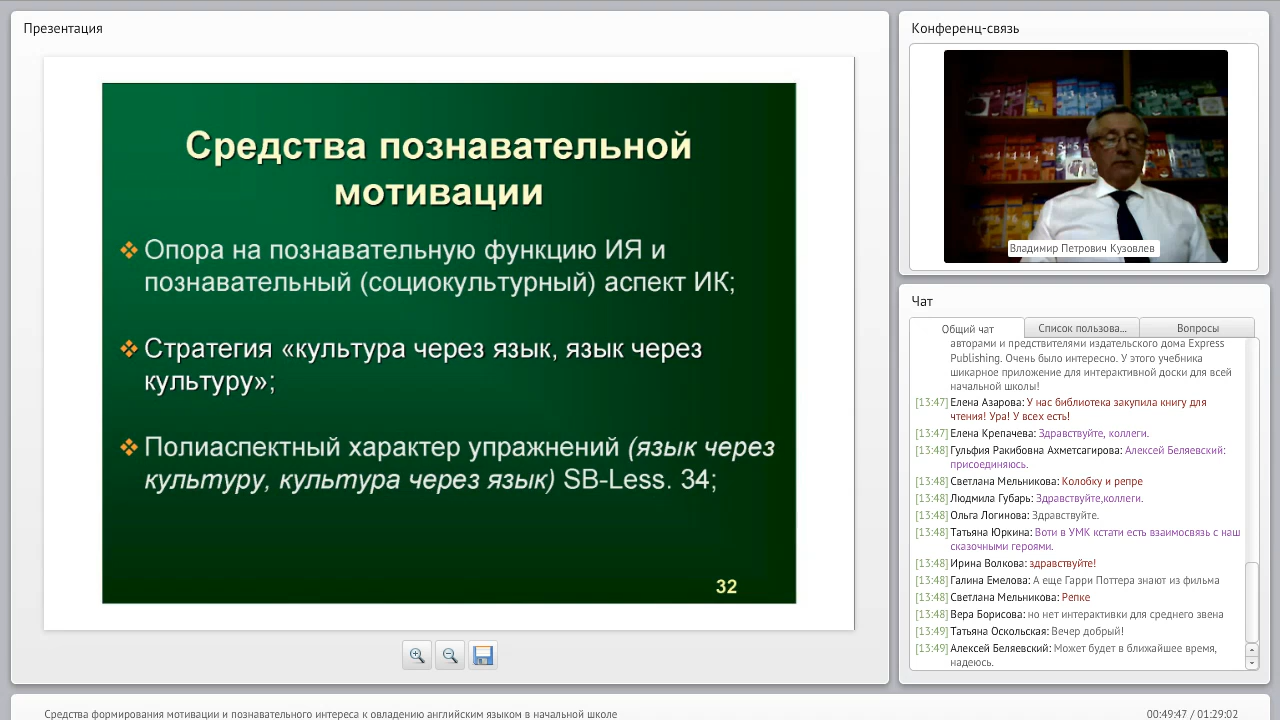 Презентация
Средства познавательной
мотивации
Опора на познавательную функцию ИЯ и
познавательный (социокультурный) аспект ИК;
Стратегия «культура через язык, язык через
культуру»;
Полиаспектный характер упражнений (язык через
культуру, культура через язык) SB-Less. 34;
32
Конференц-связь
Владимир Петрович Кузовлев
Чат
Общий чат
Список пользова...
Вопросы
авторами и предствителями издательского дома Express
Publishing. Очень было интересно. У этого учебника
шикарное приложение для интерактивной доски для всей
начальной школы!
[13:47] Елена Азарова: У нас библиотека закупила книгу для
чтения! Ура! У всех есть!
[13:47] Елена Крепачева: Здравствуйте, коллеги.
[13:48] Гульфия Ракибовна Ахметсагирова: Алексей Беляевский:
присоединяюсь.
[13:48] Светлана Мельникова: Колобку и репре
[13:48] Людмила Губарь: Здравствуйте,коллеги.
[13:48] Ольга Логинова: Здравствуйте.
[13:48] Татьяна Юркина: Воти в УМК кстати есть взаимосвязь с наш
сказочными героями.
[13:48] Ирина Волкова: здравствуйте!
[13:48] Галина Емелова: А еще Гарри Поттера знают из фильма
[13:48] Светлана Мельникова: Репке
[13:48] Вера Борисова: но нет интерактивки для среднего звена
[13:49] Татьяна Оскольская: Вечер добрый!
[13:49] Алексей Беляевский: Может будет в ближайшее время,
надеюсь.
Средства формирования мотивации и познавательного интереса к овладению английским языком в начальной школе
00:49:47 / 01:29:02